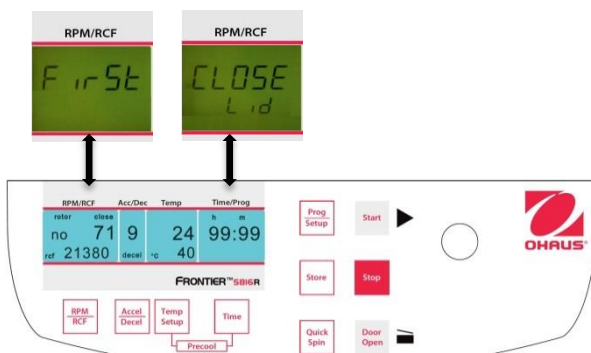 RPM/RCF
RPM/RCF
F irSt
CLOSE
Lid
RPM/RCF Acc/Dec Temp Time/Prog
rotor close h m
no 71 9 24 99:99
rcf 21380 decel °C 40
FRONTIER™ 5816R
RPM
RCF
Accel
Decel
Temp
Setup
Time
Precool
Prog
Setup
Start
Store
Stop
Quick
Spin
Door
Open
OHAUS
®